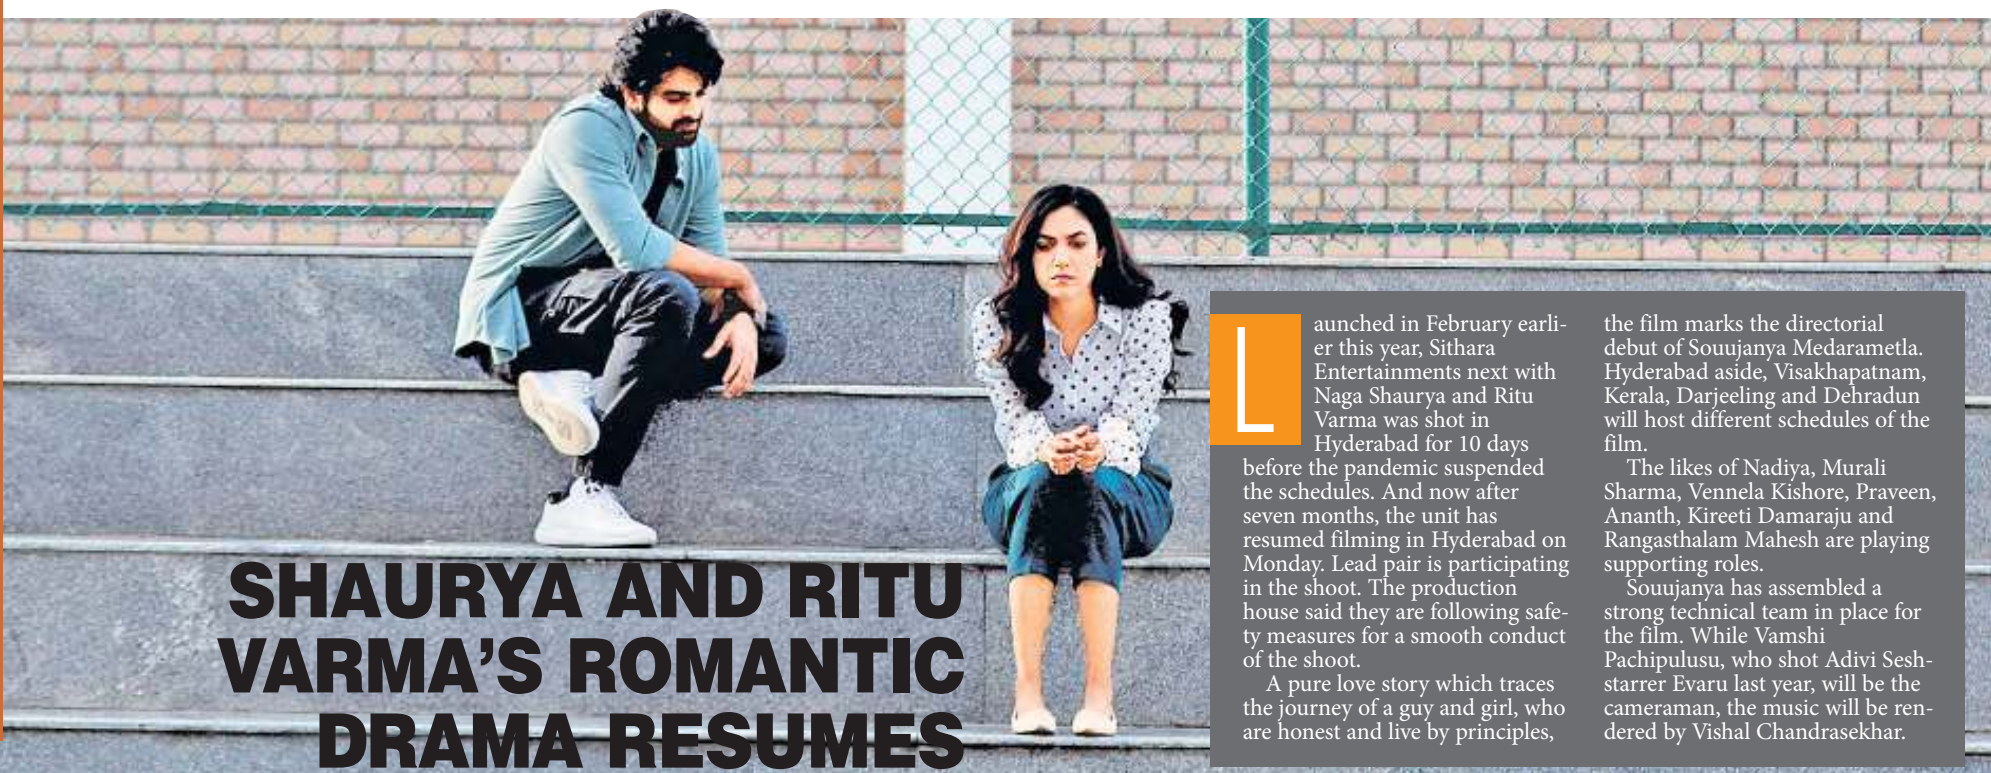 SHAURYA AND RITU
VARMA'S ROMANTIC
DRAMA RESUMES
Launched in February earli-
er this year, Sithara
Entertainments next with
Naga Shaurya and Ritu
Varma was shot in
Hyderabad for 10 days
before the pandemic suspended
the schedules. And now after
seven months, the unit has
resumed filming in Hyderabad on
Monday. Lead pair is participating
in the shoot. The production
house said they are following safe-
ty measures for a smooth conduct
of the shoot.
A pure love story which traces
the journey of a guy and girl, who
are honest and live by principles,
the film marks the directorial
debut of Souujanya Medarametla.
Hyderabad aside, Visakhapatnam,
Kerala, Darjeeling and Dehradun
will host different schedules of the
film.
The likes of Nadiya, Murali
Sharma, Vennela Kishore, Praveen,
Ananth, Kireeti Damaraju and
Rangasthalam Mahesh are playing
supporting roles.
Souujanya has assembled a
strong technical team in place for
the film. While Vamshi
Pachipulusu, who shot Adivi Sesh-
starrer Evaru last year, will be the
cameraman, the music will be ren-
dered by Vishal Chandrasekhar.